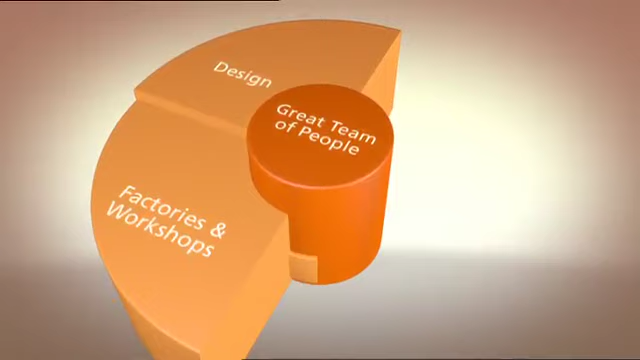 Design
Great Team
of People
Factories &
Workshops